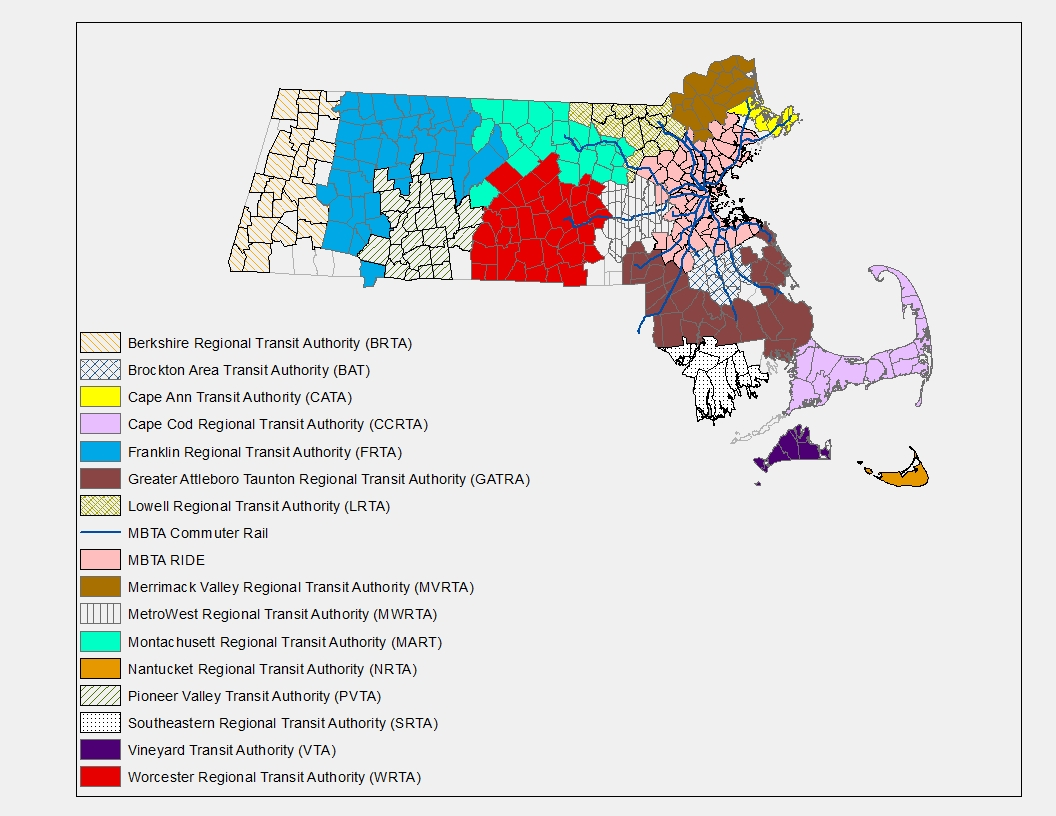 Berkshire Regional Transit Authority (BRTA)
Brockton Area Transit Authority (BAT)
Cape Ann Transit Authority (CATA)
Cape Cod Regional Transit Authority (CCRTA)
Franklin Regional Transit Authority (FRTA)
Greater Attleboro Taunton Regional Transit Authority (GATRA)
Lowell Regional Transit Authority (LRTA)
MBTA Commuter Rail
MBTA RIDE
Merrimack Valley Regional Transit Authority (MVRTA)
MetroWest Regional Transit Authority (MWRTA)
Montachusett Regional Transit Authority (MART)
Nantucket Regional Transit Authority (NRTA)
Pioneer Valley Transit Authority (PVTA)
Southeastern Regional Transit Authority (SRTA)
Vineyard Transit Authority (VTA)
Worcester Regional Transit Authority (WRTA)